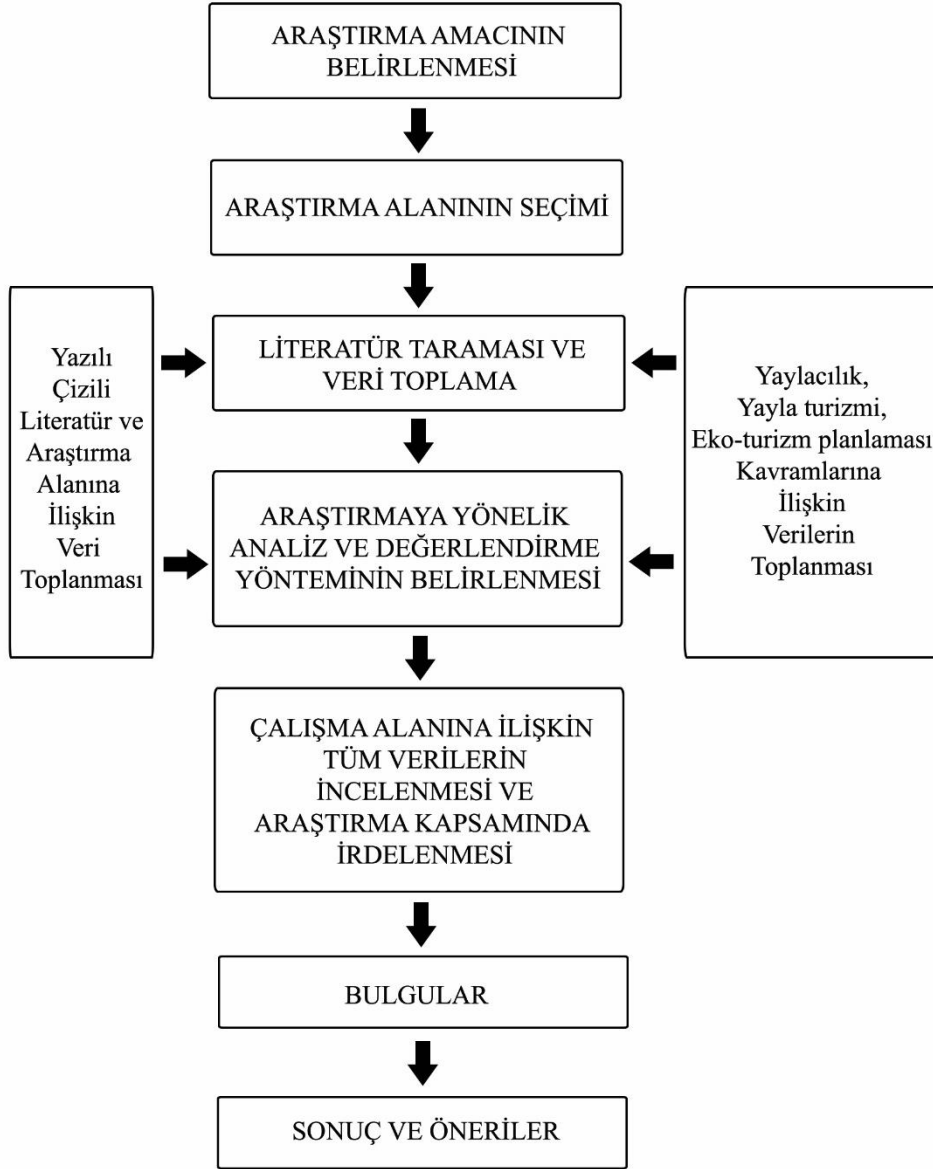 ARAŞTIRMA AMACININ
BELİRLENMESİ
ARAŞTIRMA ALANININ SEÇİMİ
LİTERATÜR TARAMASI VE
VERİ TOPLAMA
Yazılı
Çizili
Literatür ve
Araştırma
Alanına
İlişkin
Veri
Toplanması
Yaylacılık,
Yayla turizmi,
Eko-turizm planlaması
Kavramlarına
İlişkin
Verilerin
Toplanması
ARAŞTIRMAYA YÖNELİK
ANALİZ VE DEĞERLENDİRME
YÖNTEMİNİN BELİRLENMESİ
ÇALIŞMA ALANINA İLİŞKİN
TÜM VERİLERİN
İNCELENMESİ VE
ARAŞTIRMA KAPSAMINDA
İRDELENMESİ
BULGULAR
SONUÇ VE ÖNERİLER